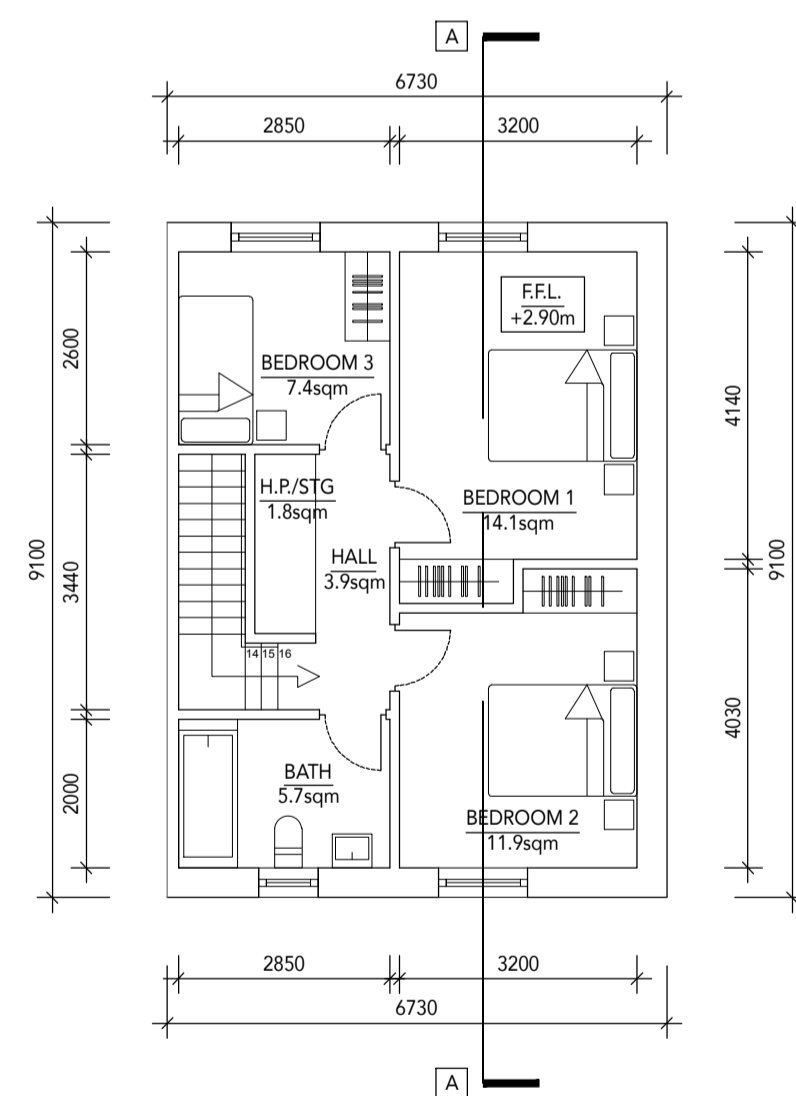 A
6730
2850
3200
F.F.L.
+2.90m
2600
BEDROOM 3
7.4sqm
4140
H.P./STG
1.8sqm
BEDROOM 1
14.1sqm
9100
3440
HALL
3.9sqm
9100
14 15 16
4030
2000
BATH
5.7sqm
BEDROOM 2
11.9sqm
2850
3200
6730
A